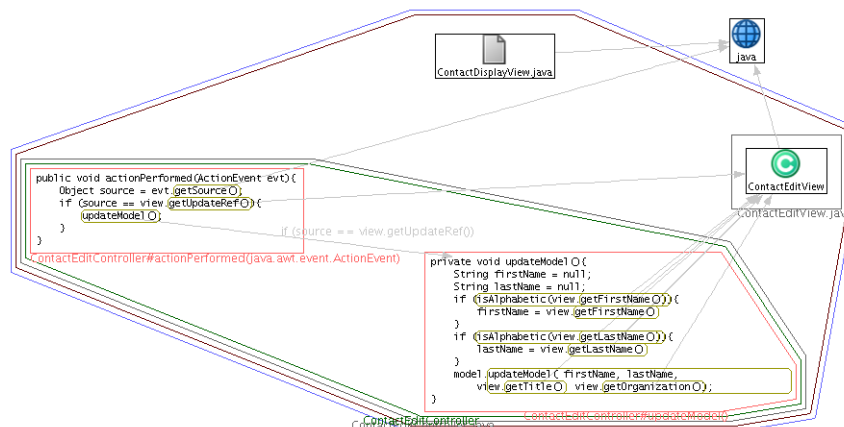 java
ContactDisplayView.java
ContactEditView
ContactEditView.jav
public void actionPerformed(ActionEvent evt){
Object source = evt.getSource();
if (source == view.getUpdateRef()){
updateModel();
}
}
ContactEditController#actionPerformed(java.awt.event.ActionEvent)
if (source == view.getUpdateRef())
private void updateModel(){
String firstName = null;
String lastName = null;
if (isAlphabetic(view.getFirstName())){
firstName = view.getFirstName()
}
if (isAlphabetic(view.getLastName())){
lastName = view.getLastName()
}
model.updateModel( firstName, lastName,
view.getTitle() view.getOrganization());
}
ContactEditController#updateModel()
ContactEditController